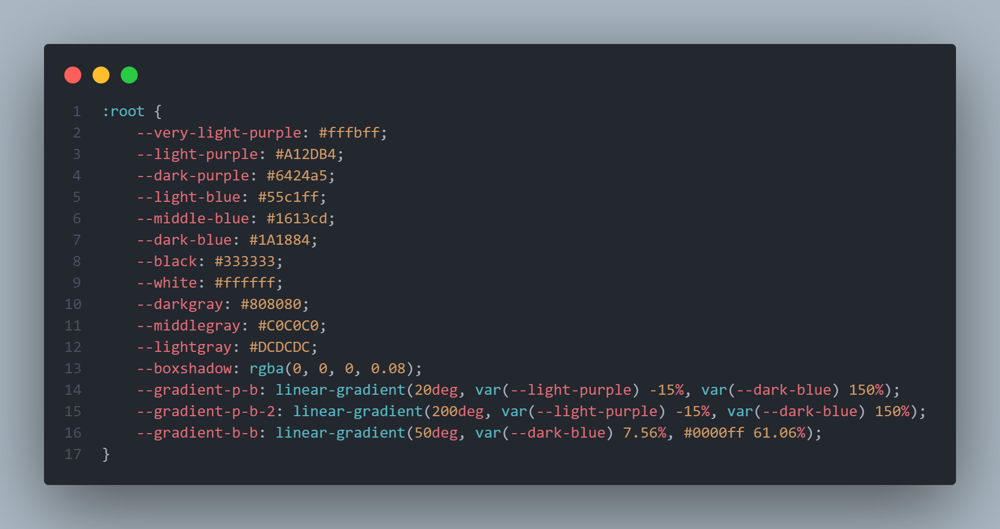 1 :root {
2 --very-light-purple: #fffbff;
3 --light-purple: #A12DB4;
4 --dark-purple: #6424a5;
5 --light-blue: #55c1ff;
6 --middle-blue: #1613cd;
7 --dark-blue: #1A1884;
8 --black: #333333;
9 --white: #ffffff;
10 --darkgray: #808080;
11 --middlegray: #C0C0C0;
12 --lightgray: #DCDCDC;
13 --boxshadow: rgba(0, 0, 0, 0.08);
14 --gradient-p-b: linear-gradient(20deg, var(--light-purple) -15%, var(--dark-blue) 150%);
15 --gradient-p-b-2: linear-gradient(200deg, var(--light-purple) -15%, var(--dark-blue) 150%);
16 --gradient-b-b: linear-gradient(50deg, var(--dark-blue) 7.56%, #0000ff 61.06%);
17 }